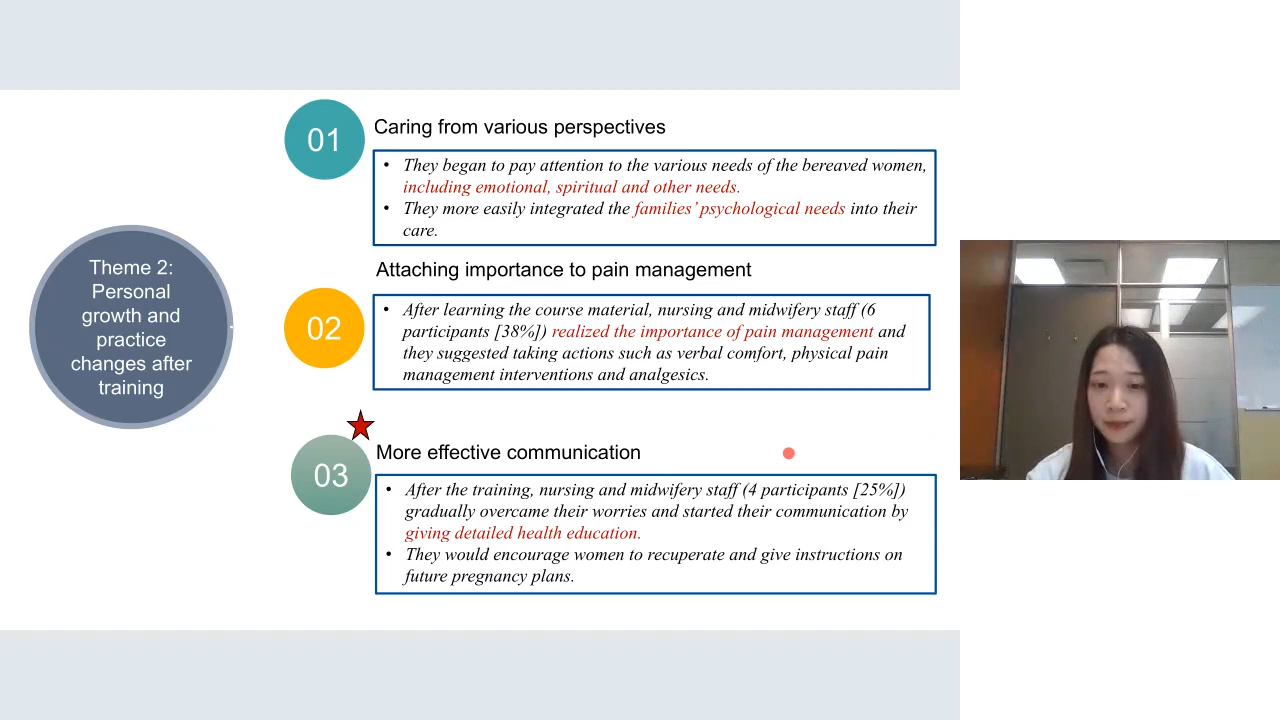 Theme 2:
Personal
growth and
practice
changes after
training
01
Caring from various perspectives
• They began to pay attention to the various needs of the bereaved women,
including emotional, spiritual and other needs.
• They more easily integrated the families’ psychological needs into their
care.
02
Attaching importance to pain management
• After learning the course material, nursing and midwifery staff (6
participants [38%]) realized the importance of pain management and
they suggested taking actions such as verbal comfort, physical pain
management interventions and analgesics.
03
More effective communication
• After the training, nursing and midwifery staff (4 participants [25%])
gradually overcame their worries and started their communication by
giving detailed health education.
• They would encourage women to recuperate and give instructions on
future pregnancy plans.